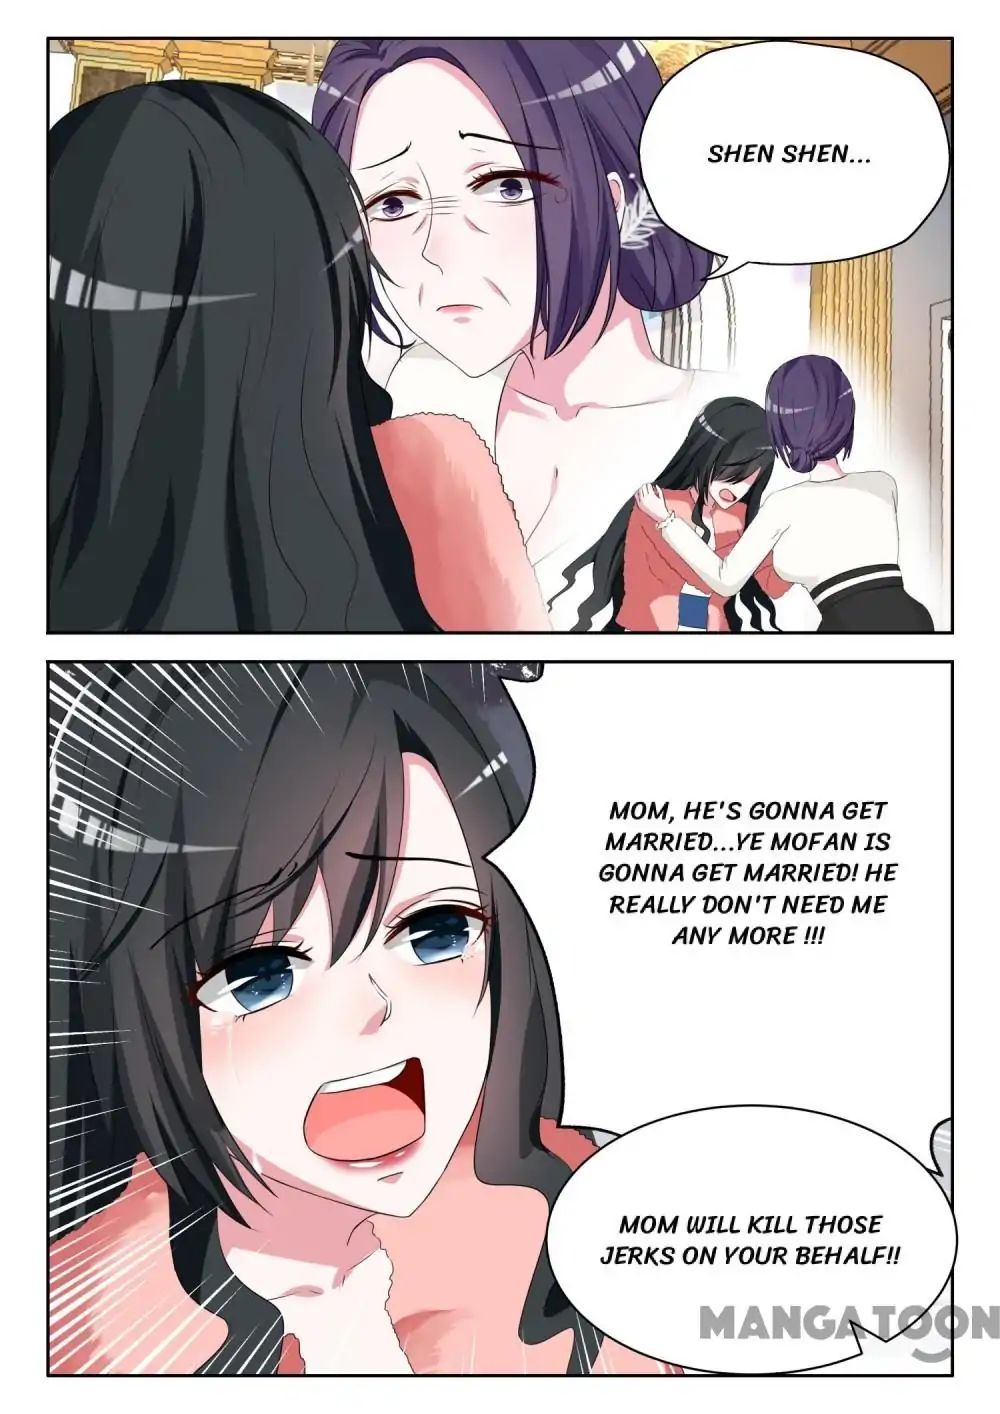 SHEN SHEN...
MOM, HE'S GONNA GET
MARRIED...YE MOFAN IS
GONNA GET MARRIED! HE
REALLY DON'T NEED ME
ANY MORE !!!
MOM WILL KILL THOSE
JERKS ON YOUR BEHALF!!
MANGATOON